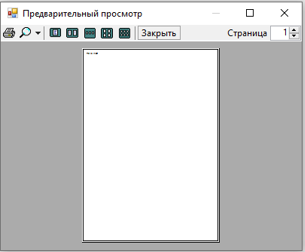 Предварительный просмотр
Закрыть
Страница 1